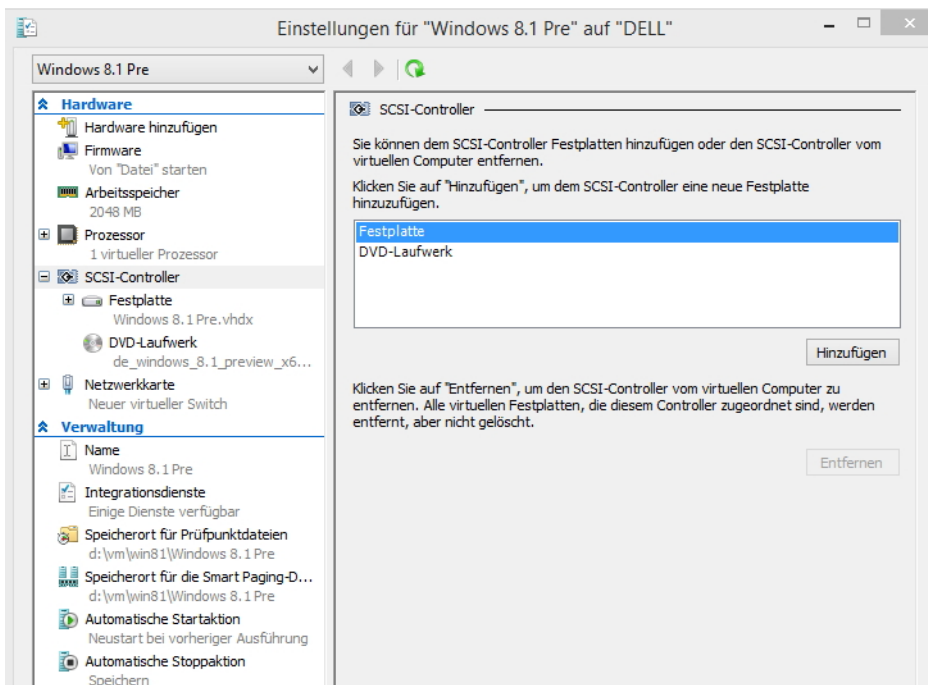 Einstellungen für "Windows 8.1 Pre" auf "DELL"
Windows 8.1 Pre
Hardware
Hardware hinzufügen
Firmware
Von "Datei" starten
Arbeitsspeicher
2048 MB
Prozessor
1 virtueller Prozessor
SCSI-Controller
Festplatte
Windows 8.1 Pre.vhdx
DVD-Laufwerk
de_windows_8.1_preview_x6...
Netzwerkkarte
Neuer virtueller Switch
Verwaltung
Name
Windows 8.1 Pre
Integrationsdienste
Einige Dienste verfügbar
Speicherort für Prüfpunktdateien
d:\vm\win81\Windows 8.1 Pre
Speicherort für die Smart Paging-D...
d:\vm\win81\Windows 8.1 Pre
Automatische Startaktion
Neustart bei vorheriger Ausführung
Automatische Stoppaktion
Speichern
SCSI-Controller
Sie können dem SCSI-Controller Festplatten hinzufügen oder den SCSI-Controller vom
virtuellen Computer entfernen.
Klicken Sie auf "Hinzufügen", um dem SCSI-Controller eine neue Festplatte
hinzuzufügen.
Festplatte
DVD-Laufwerk
Hinzufügen
Klicken Sie auf "Entfernen", um den SCSI-Controller vom virtuellen Computer zu
entfernen. Alle virtuellen Festplatten, die diesem Controller zugeordnet sind, werden
entfernt, aber nicht gelöscht.
Entfernen